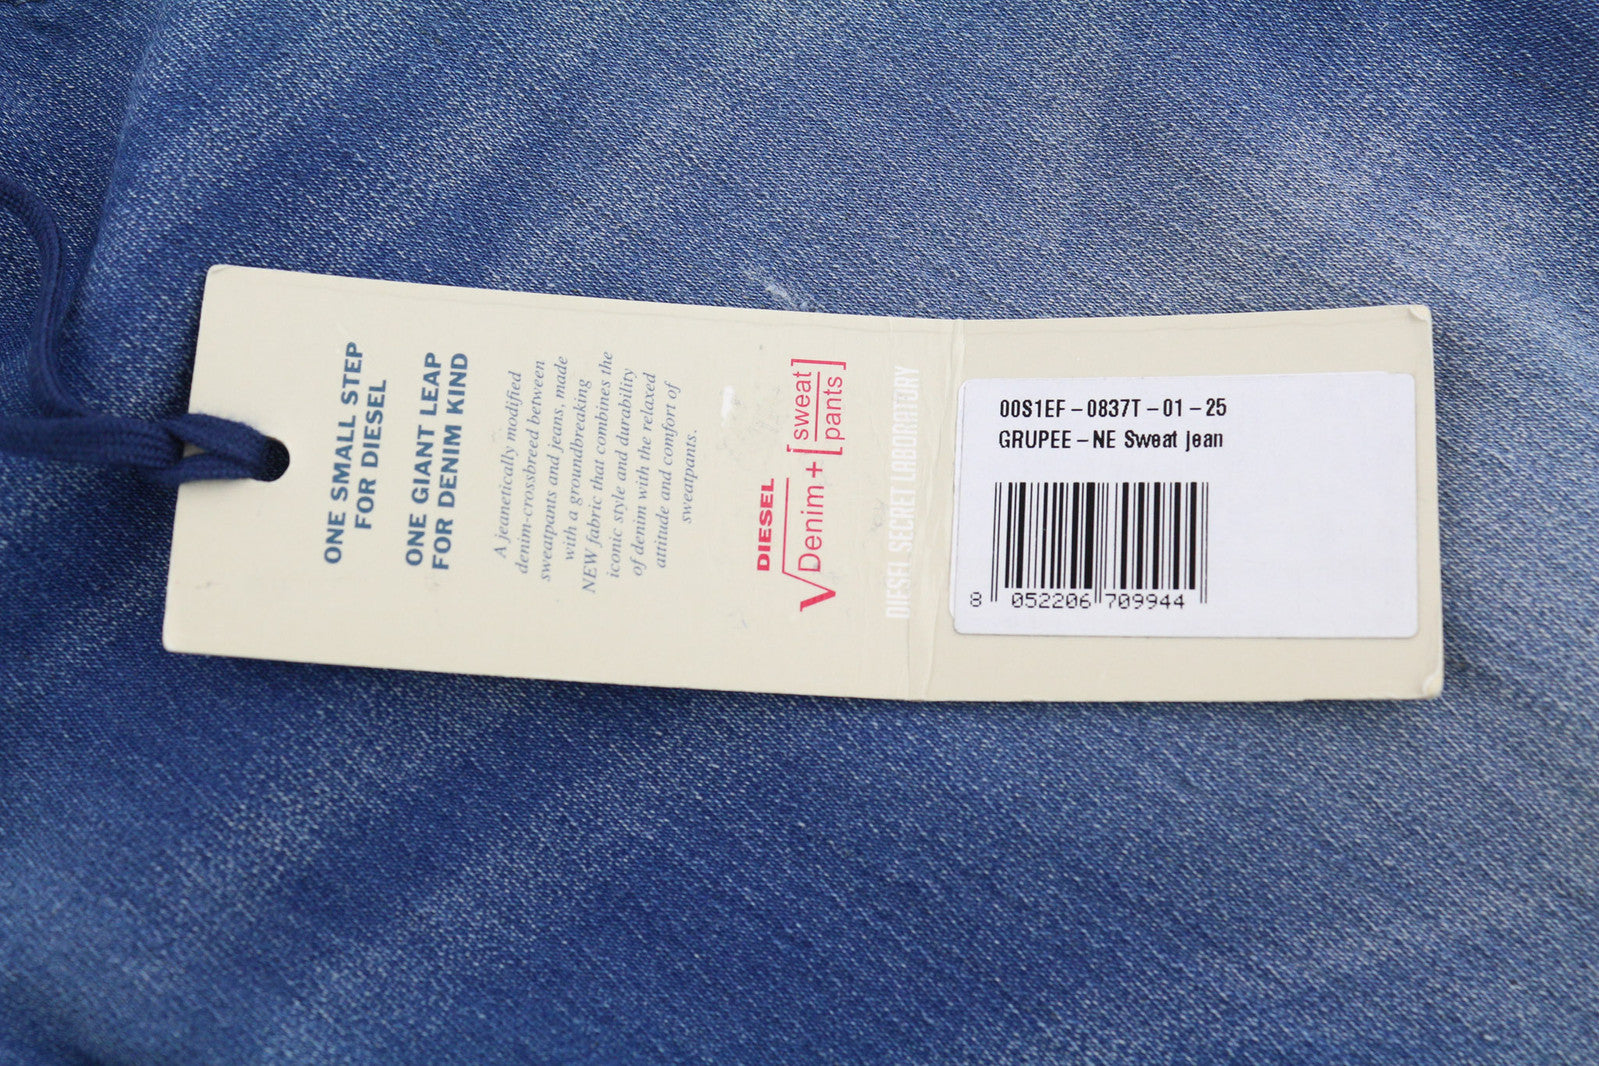 ONE SMALL STEP
FOR DIESEL
ONE GIANT LEAP
FOR DENIM KIND
A jeanetically modified
denim-crossbreed between
sweatpants and jeans, made
with a groundbreaking
NEW fabric that combines the
iconic style and durability
of denim with the relaxed
attitude and comfort of
sweatpants.
DIESEL
√Denim + [sweat
pants]
DIESEL SECRET LABORATORY
00S1EF – 0837T – 01 – 25
GRUPEE – NE Sweat jean
8 052206 709944